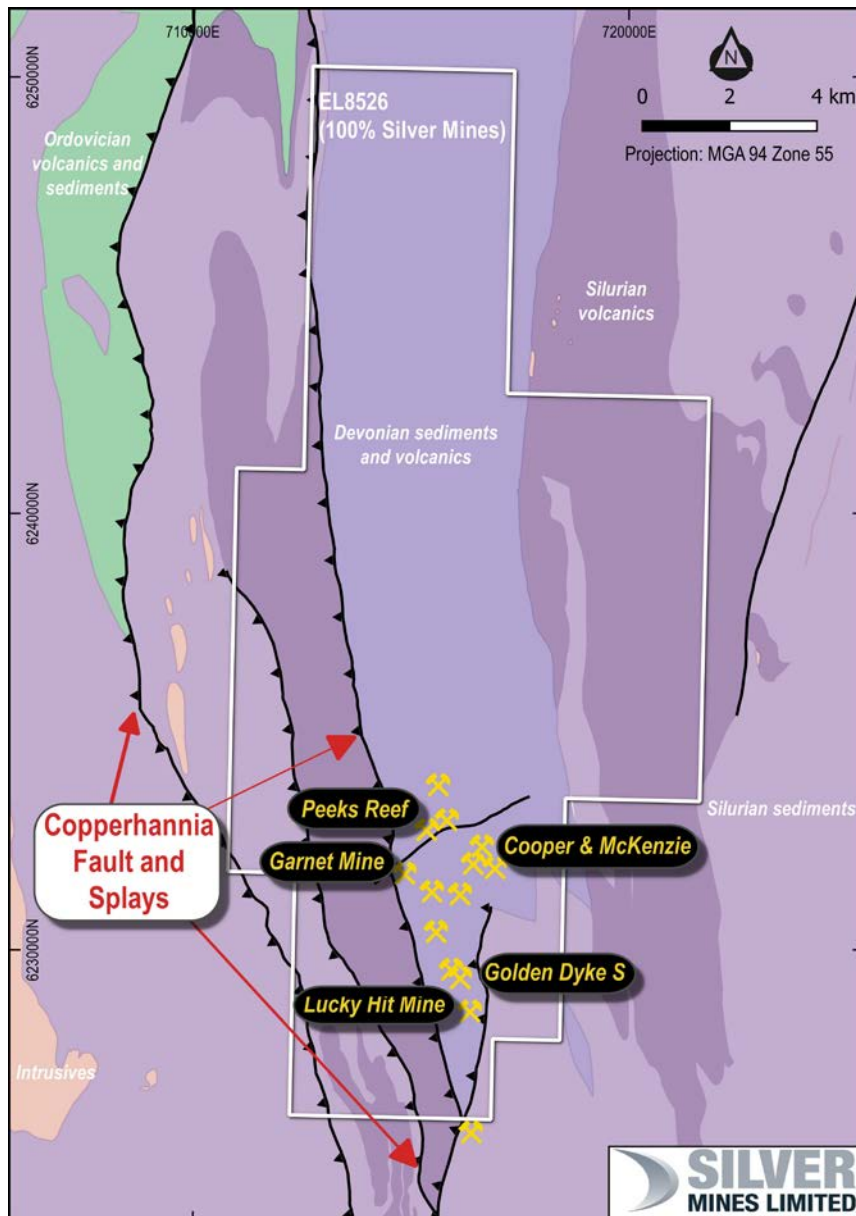 710000E
720000E
6250000N
N
0 2 4 km
Projection: MGA 94 Zone 55
EL8526
(100% Silver Mines)
Ordovician
volcanics and
sediments
Silurian
volcanics
Devonian sediments
and volcanics
6240000N
Peeks Reef
Copperhannia
Fault and
Splays
Garnet Mine
Cooper & McKenzie
Silurian sediments
6230000N
Golden Dyke S
Lucky Hit Mine
Intrusives
SILVER
MINES LIMITED